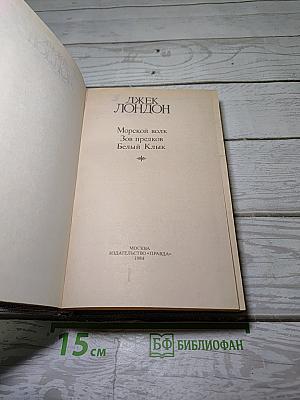 ДЖЕК
ЛОНДОН
Морской волк
Зов предков
Белый Клык
МОСКВА
ИЗДАТЕЛЬСТВО «ПРАВДА»
1984
15 см
БФ БИБЛИОФАН